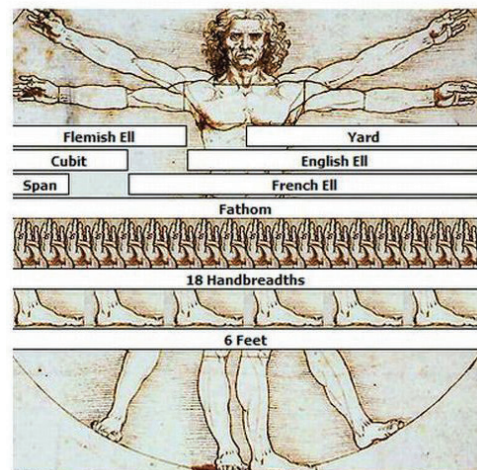 Flemish Ell Yard
Cubit English Ell
Span French Ell
Fathom
18 Handbreadths
6 Feet